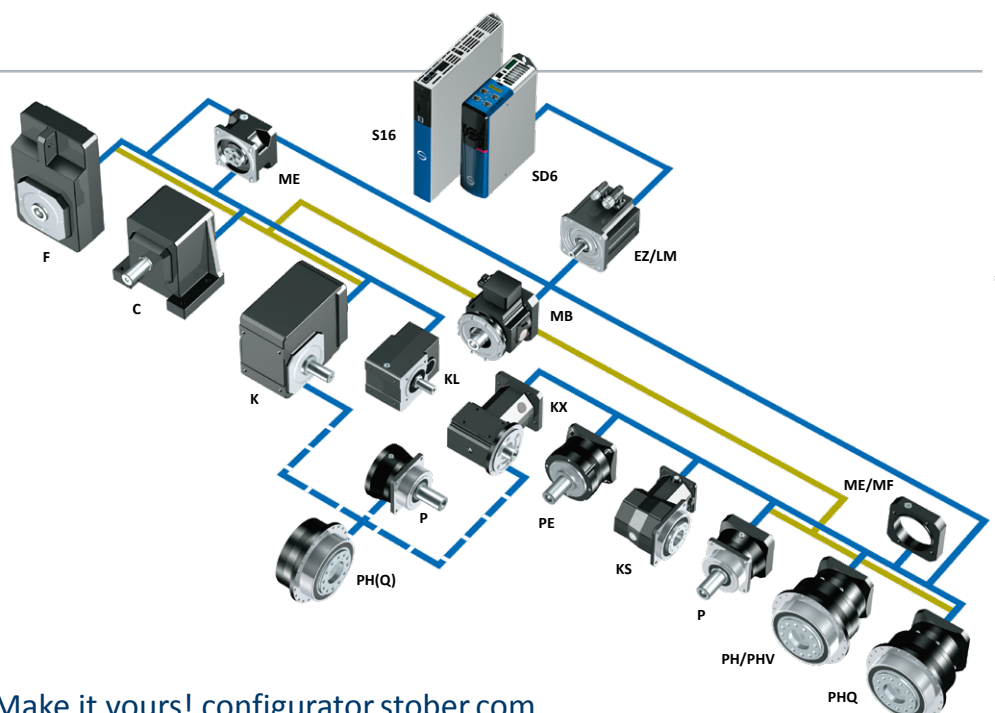 S16
SD6
ME
F
EZ/LM
C
MB
K
KL
KX
P
PE
ME/MF
KS
PH(Q)
P
PH/PHV
PHQ
Make it yours! configurator.stober.com